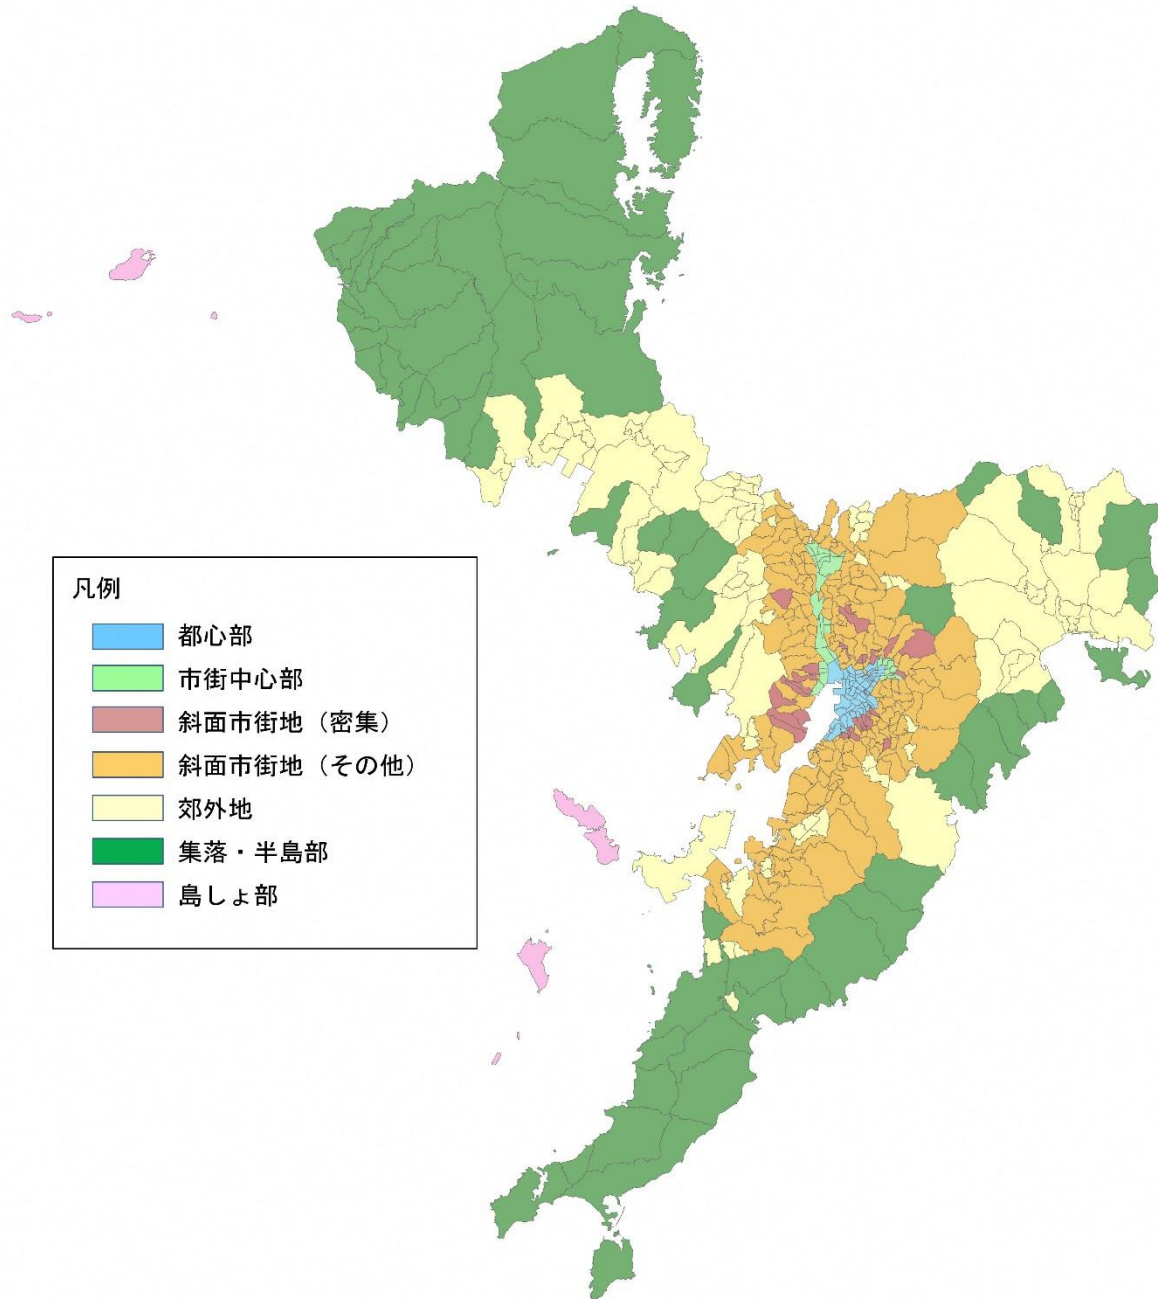 凡例
都心部
市街中心部
斜面市街地（密集）
斜面市街地（その他）
郊外地
集落・半島部
島しょ部